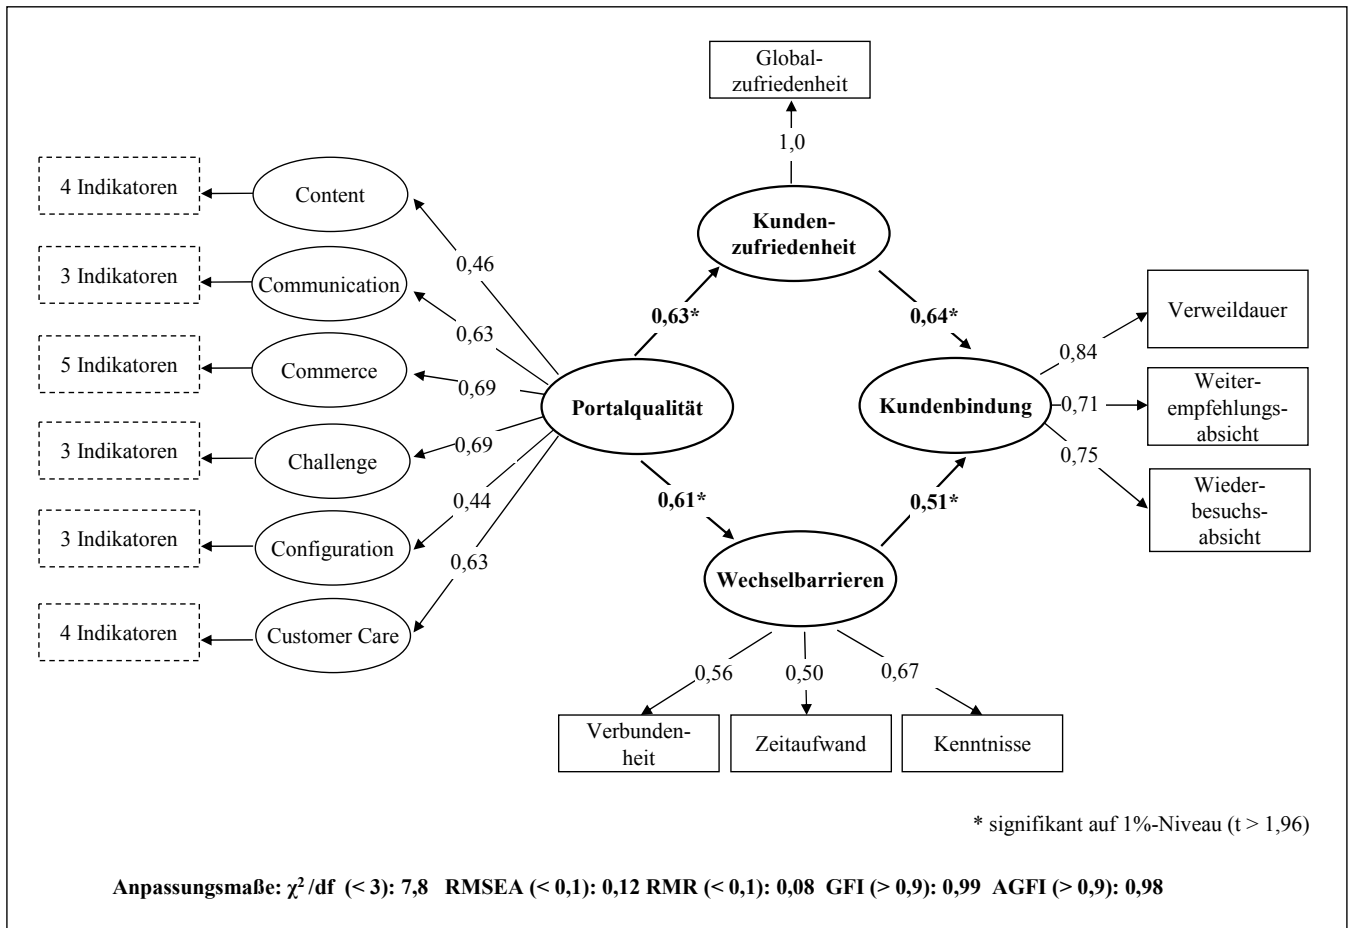 Global-
zufriedenheit
1,0
4 Indikatoren
Content
Kunden-
zufriedenheit
0,46
3 Indikatoren
Communication
0,63
0,63*
0,64*
Verweildauer
0,84
5 Indikatoren
Commerce
0,69
Portalqualität
Kundenbindung
0,71
Weiter-
empfehlungs-
absicht
3 Indikatoren
Challenge
0,69
0,75
0,44
0,61*
0,51*
Wieder-
besuchs-
absicht
3 Indikatoren
Configuration
0,63
Wechselbarrieren
4 Indikatoren
Customer Care
0,56
0,50
0,67
Verbunden-
heit
Zeitaufwand
Kenntnisse
* signifikant auf 1%-Niveau (t > 1,96)
Anpassungsmaße: χ² /df (< 3): 7,8 RMSEA (< 0,1): 0,12 RMR (< 0,1): 0,08 GFI (> 0,9): 0,99 AGFI (> 0,9): 0,98